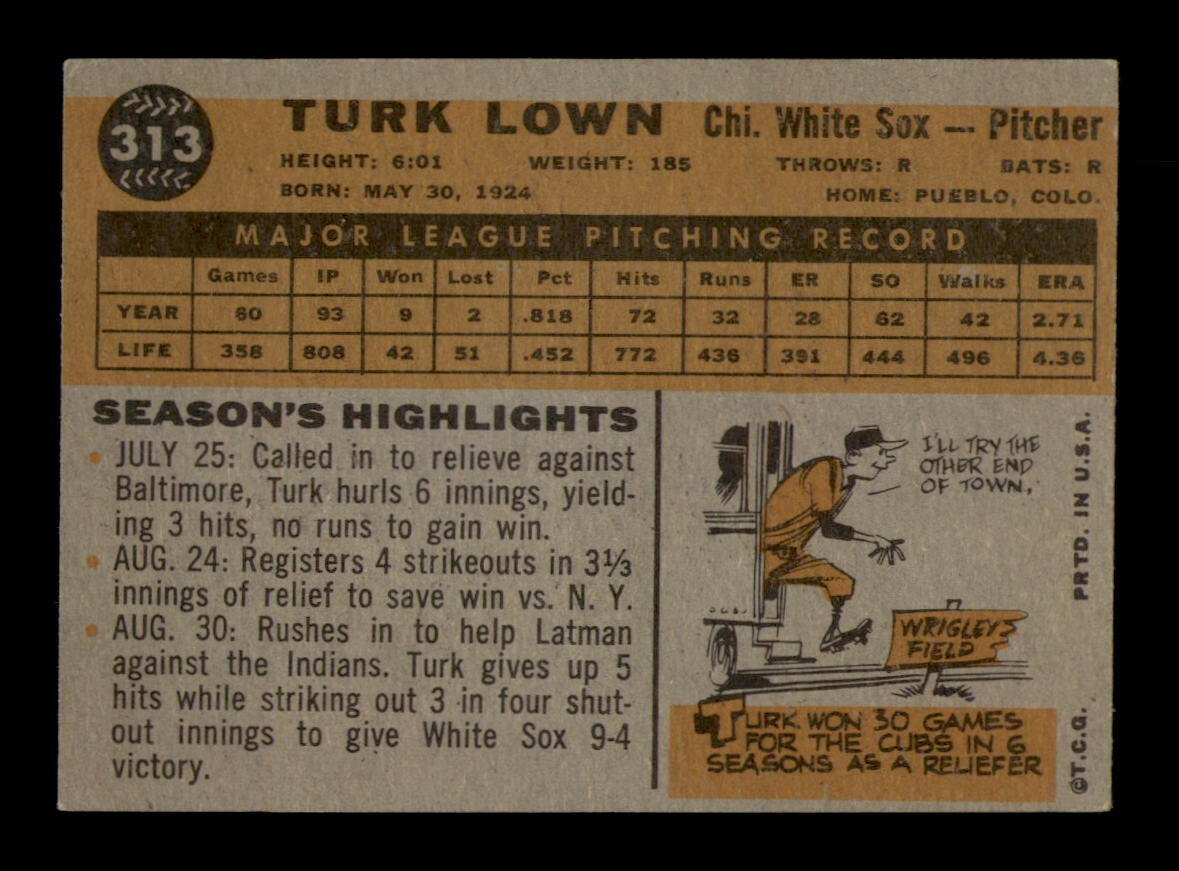 313
TURK LOWN Chi. White Sox — Pitcher
HEIGHT: 6:01 WEIGHT: 185 THROWS: R BATS: R
BORN: MAY 30, 1924 HOME: PUEBLO, COLO.
MAJOR LEAGUE PITCHING RECORD
Games IP Won Lost Pct Hits Runs ER SO Walks ERA
YEAR 60 93 9 2 .818 72 32 28 62 42 2.71
LIFE 358 808 42 51 .452 772 436 391 444 496 4.36
SEASON'S HIGHLIGHTS
• JULY 25: Called in to relieve against
Baltimore, Turk hurls 6 innings, yield-
ing 3 hits, no runs to gain win.
• AUG. 24: Registers 4 strikeouts in 3⅓
innings of relief to save win vs. N. Y.
• AUG. 30: Rushes in to help Latman
against the Indians. Turk gives up 5
hits while striking out 3 in four shut-
out innings to give White Sox 9-4
victory.
I'LL TRY THE
OTHER END
OF TOWN.
WRIGLEY
FIELD
TURK WON 30 GAMES
FOR THE CUBS IN 6
SEASONS AS A RELIEFER
PRTD. IN U.S.A.
©T.C.G.